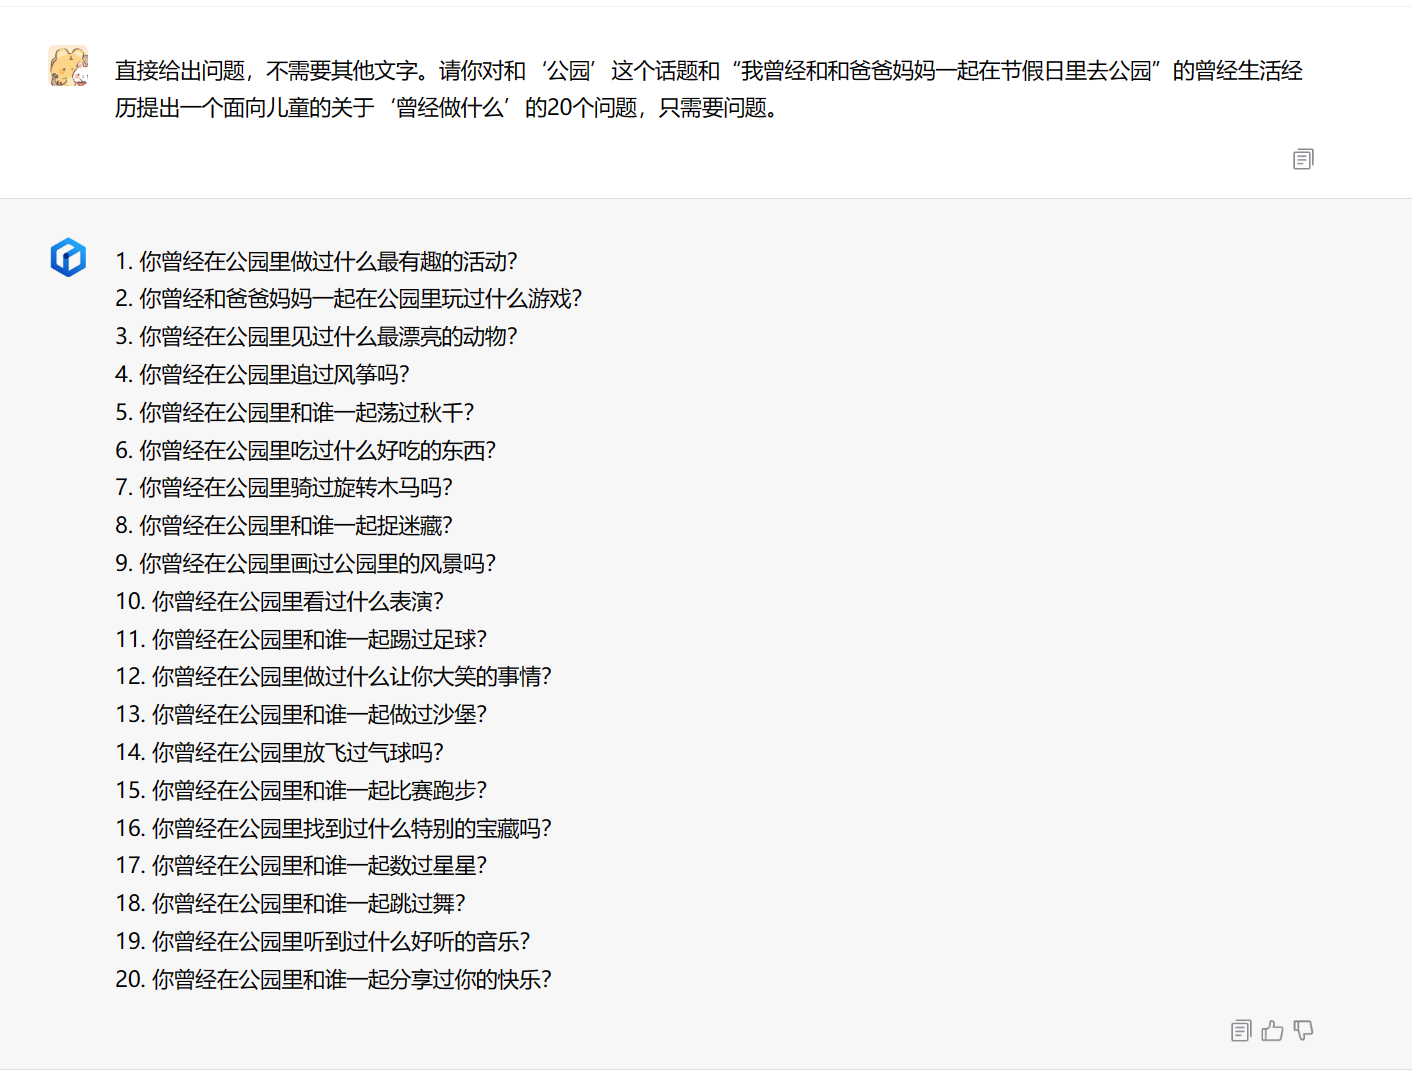 直接给出问题，不需要其他文字。请你对和‘公园’这个话题和“我曾经和和爸爸妈妈一起在节假日里去公园”的曾经生活经
历提出一个面向儿童的关于‘曾经做什么’的20个问题，只需要问题。
1. 你曾经在公园里做过什么最有趣的活动？
2. 你曾经和爸爸妈妈一起在公园里玩过什么游戏？
3. 你曾经在公园里见过什么最漂亮的动物？
4. 你曾经在公园里追过风筝吗？
5. 你曾经在公园里和谁一起荡过秋千？
6. 你曾经在公园里吃过什么好吃的东西？
7. 你曾经在公园里骑过旋转木马吗？
8. 你曾经在公园里和谁一起捉迷藏？
9. 你曾经在公园里画过公园里的风景吗？
10. 你曾经在公园里看过什么表演？
11. 你曾经在公园里和谁一起踢过足球？
12. 你曾经在公园里做过什么让你大笑的事情？
13. 你曾经在公园里和谁一起做过沙堡？
14. 你曾经在公园里放飞过气球吗？
15. 你曾经在公园里和谁一起比赛跑步？
16. 你曾经在公园里找到过什么特别的宝藏吗？
17. 你曾经在公园里和谁一起数过星星？
18. 你曾经在公园里和谁一起跳过舞？
19. 你曾经在公园里听到过什么好听的音乐？
20. 你曾经在公园里和谁一起分享过你的快乐？